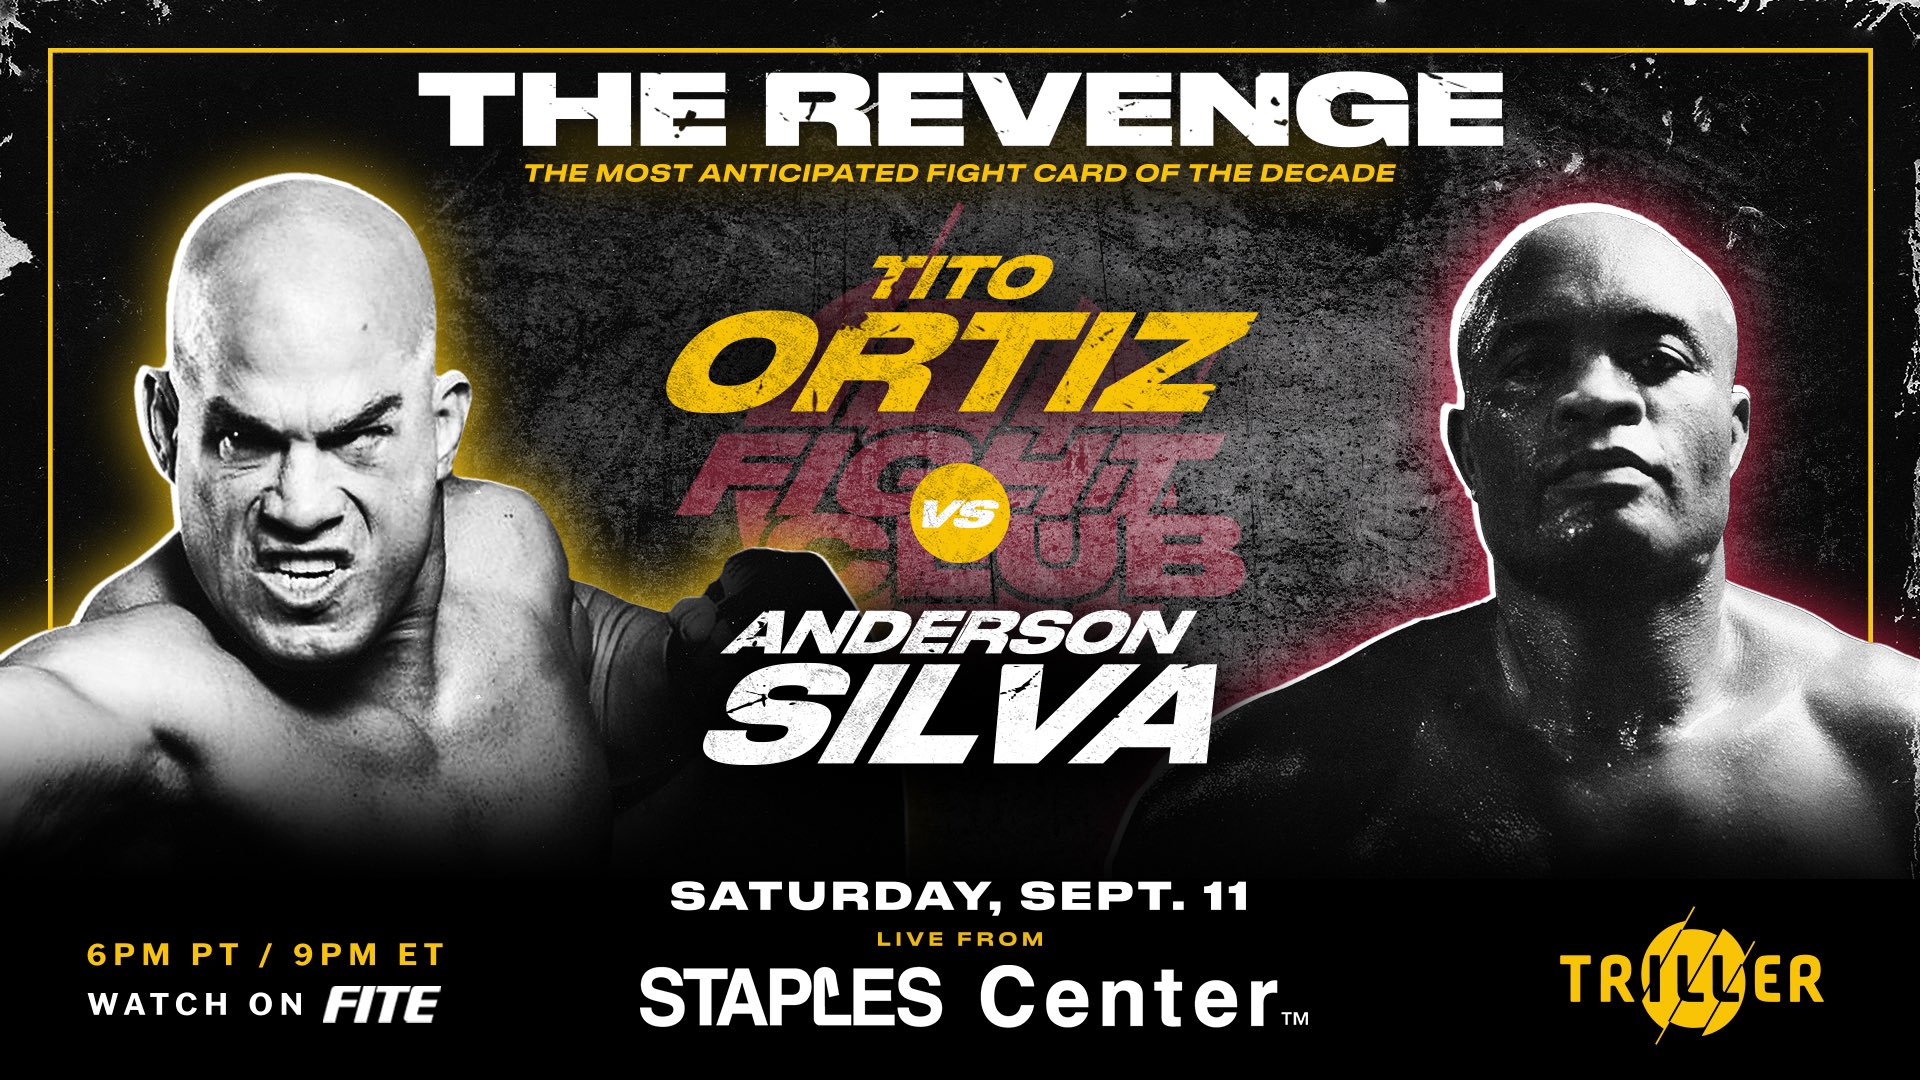 THE REVENGE
THE MOST ANTICIPATED FIGHT CARD OF THE DECADE
TITO
ORTIZ
FIGHT
VS
CLUB
ANDERSON
SILVA
SATURDAY, SEPT. 11
LIVE FROM
STAPLES Center™
6PM PT / 9PM ET
WATCH ON FITE
TRILLER